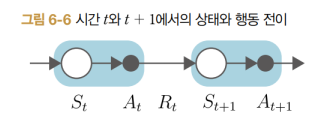 그림 6-6 시간 t와 t + 1에서의 상태와 행동 전이
S_t A_t R_t S_{t+1} A_{t+1}